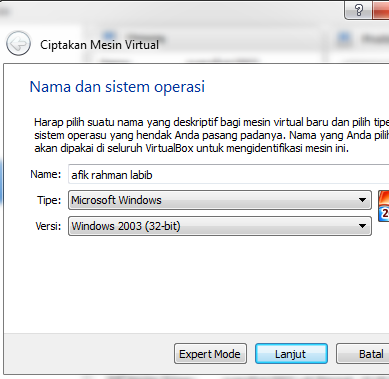 Ciptakan Mesin Virtual
Nama dan sistem operasi
Harap pilih suatu nama yang deskriptif bagi mesin virtual baru dan pilih tipe
sistem operasu yang hendak Anda pasang padanya. Nama yang Anda pilih
akan dipakai di seluruh VirtualBox untuk mengidentifikasi mesin ini.
Name: afik rahman labib
Tipe: Microsoft Windows
Versi: Windows 2003 (32-bit)
Expert Mode Lanjut Batal